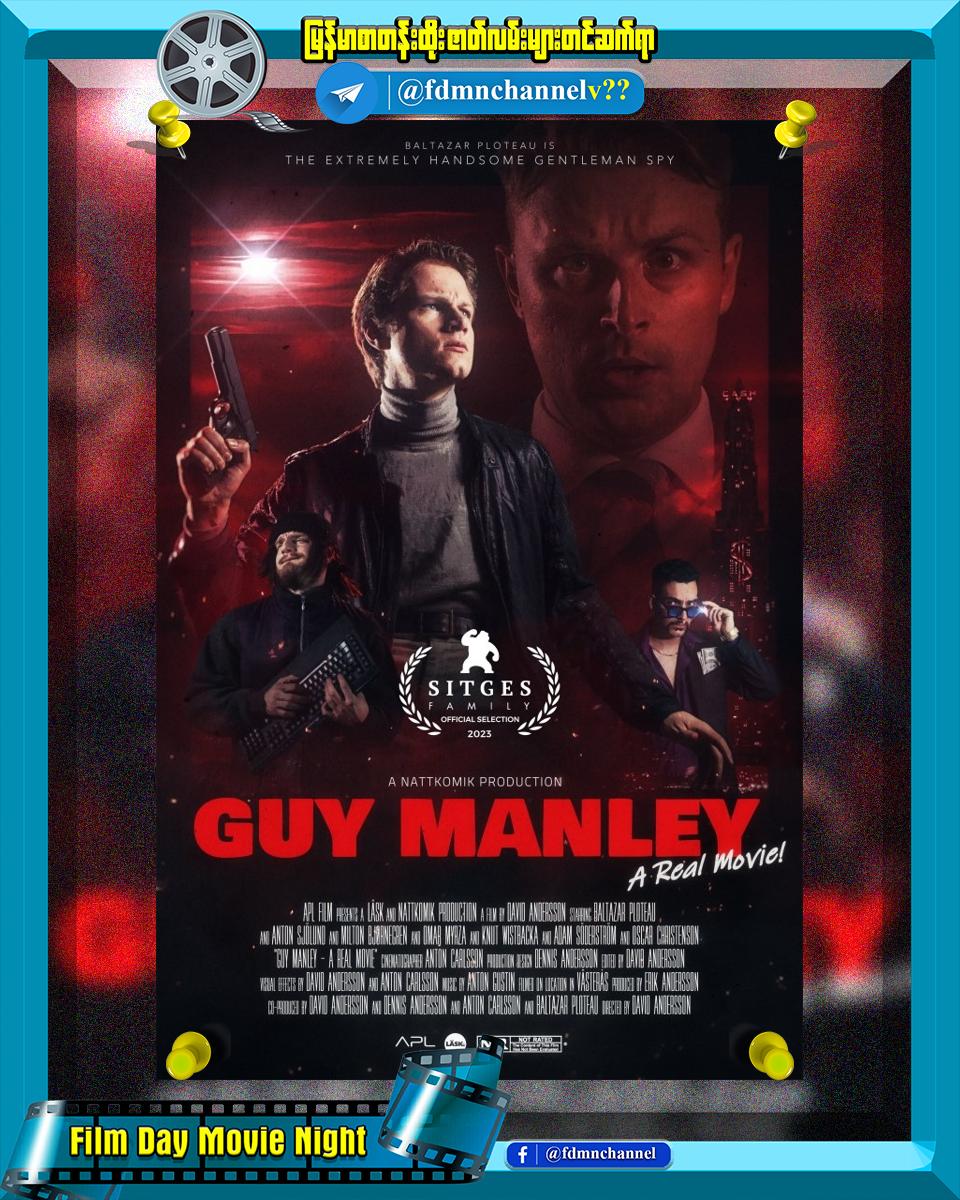 မြန်မာစာတန်းထိုးဇာတ်လမ်းများတင်ဆက်ရာ
@fdmnchannelv??
BALTAZAR PLOTEAU IS
THE EXTREMELY HANDSOME GENTLEMAN SPY
CASH
SITGES
FAMILY
OFFICIAL SELECTION
2023
A NATTKOMIK PRODUCTION
GUY MANLEY
A Real Movie!
APL FILM PRESENTS A LÅSK AND NATTKOMIK PRODUCTION A FILM BY DAVID ANDERSSON STARRING BALTAZAR PLOTEAU
AND ANTON SJÖLUND AND MILTON BJÖRNEGREN AND OMAR MYRZA AND KNUT WISTBACKA AND ADAM SÖDERSTRÖM AND OSCAR CHRISTENSON
"GUY MANLEY - A REAL MOVIE" CINEMATOGRAPHER ANTON CARLSSON PRODUCTION DESIGN DENNIS ANDERSSON EDITED BY DAVID ANDERSSON
VISUAL EFFECTS BY DAVID ANDERSSON AND ANTON CARLSSON MUSIC BY ANTON GUSTIN FILMED ON LOCATION IN VÄSTERÅS PRODUCED BY ERIK ANDERSSON
CO-PRODUCED BY DAVID ANDERSSON AND DENNIS ANDERSSON AND ANTON CARLSSON AND BALTAZAR PLOTEAU DIRECTED BY DAVID ANDERSSON
APL LÅSK NOT RATED
Film Day Movie Night
f @fdmnchannel